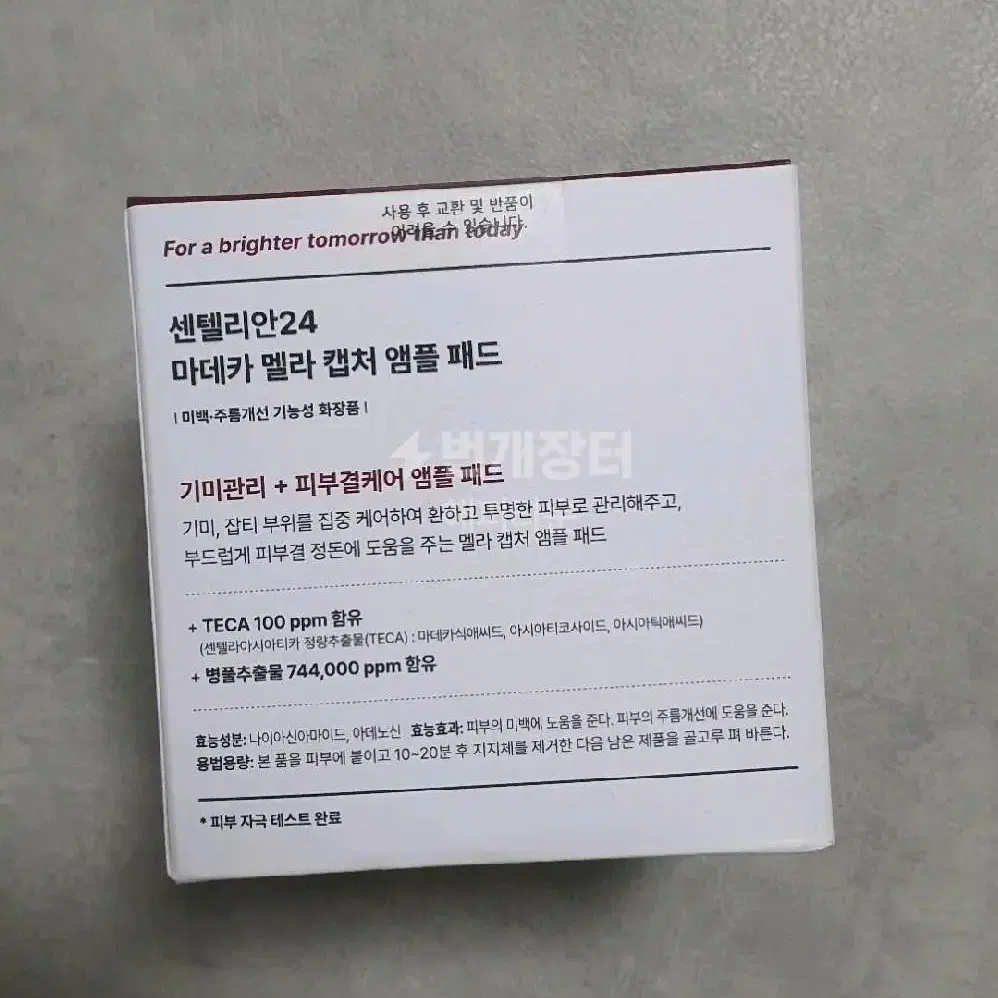 사용 후 교환 및 반품이
어려울 수 있습니다.
For a brighter tomorrow than today
센텔리안24
마데카 멜라 캡처 앰플 패드
| 미백·주름개선 기능성 화장품 |
번개장터
기미관리 + 피부결케어 앰플 패드
기미, 잡티 부위를 집중 케어하여 환하고 투명한 피부로 관리해주고,
부드럽게 피부결 정돈에 도움을 주는 멜라 캡처 앰플 패드
+ TECA 100 ppm 함유
(센텔라아시아티카 정량추출물(TECA) : 마데카식애씨드, 아시아티코사이드, 아시아틱애씨드)
+ 병풀추출물 744,000 ppm 함유
효능성분: 나이아신아마이드, 아데노신 효능효과: 피부의 미백에 도움을 준다. 피부의 주름개선에 도움을 준다.
용법용량: 본 품을 피부에 붙이고 10~20분 후 지지체를 제거한 다음 남은 제품을 골고루 펴 바른다.
* 피부 자극 테스트 완료